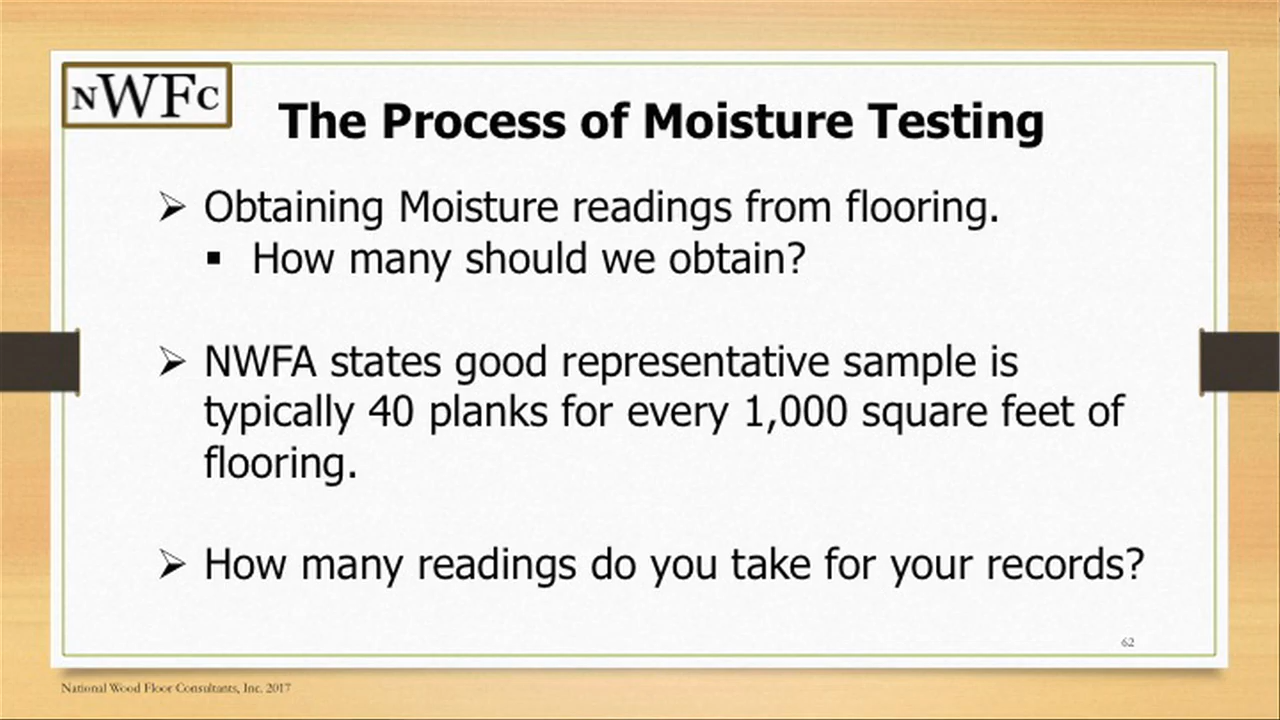 NWFC
The Process of Moisture Testing
➢ Obtaining Moisture readings from flooring.
▪ How many should we obtain?
➢ NWFA states good representative sample is
typically 40 planks for every 1,000 square feet of
flooring.
➢ How many readings do you take for your records?
62
National Wood Floor Consultants, Inc. 2017